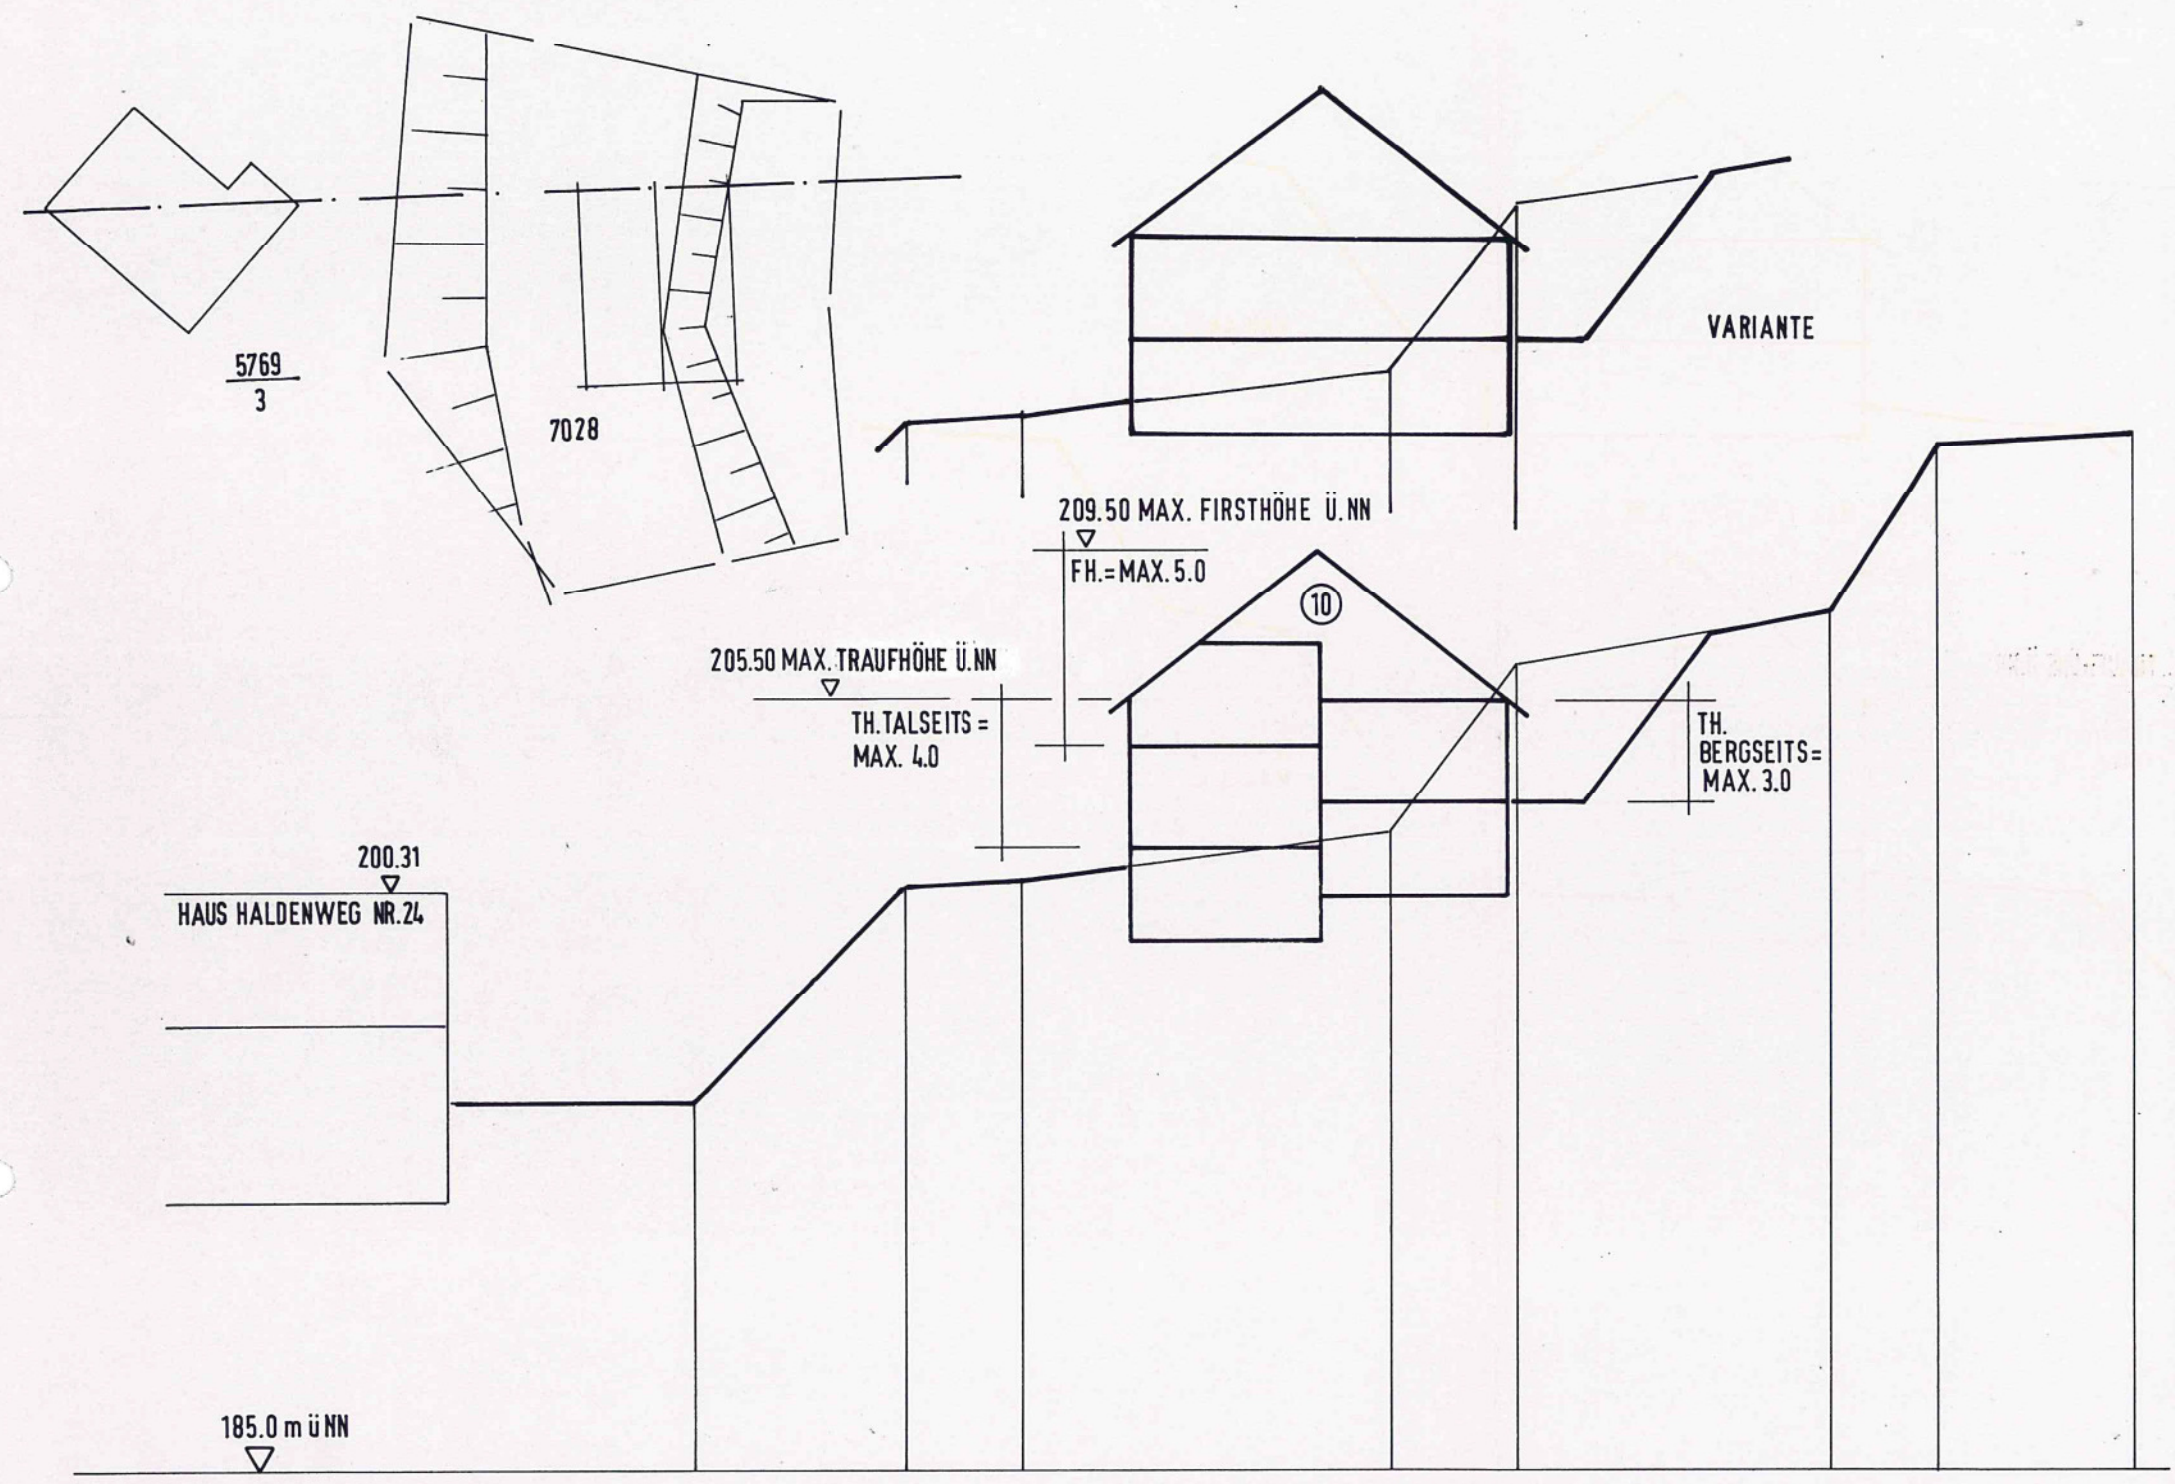 5769
3
7028
VARIANTE
209.50 MAX. FIRSTHÖHE Ü.NN
FH.=MAX. 5.0
10
205.50 MAX. TRAUFHÖHE Ü.NN
TH.TALSEITS =
MAX. 4.0
TH.
BERGSEITS=
MAX. 3.0
200.31
HAUS HALDENWEG NR.24
185.0 m ü NN